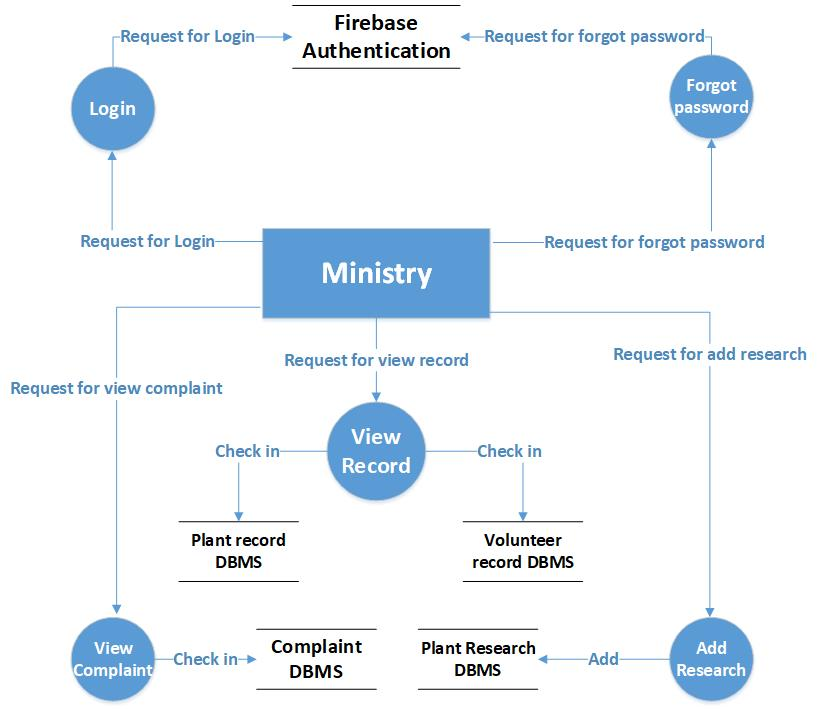 Firebase
Authentication
Request for Login
Request for forgot password
Login
Forgot
password
Request for Login
Request for forgot password
Ministry
Request for view record
Request for add research
Request for view complaint
View
Record
Check in
Check in
Plant record
DBMS
Volunteer
record DBMS
View
Complaint
Check in
Complaint
DBMS
Plant Research
DBMS
Add
Add
Research